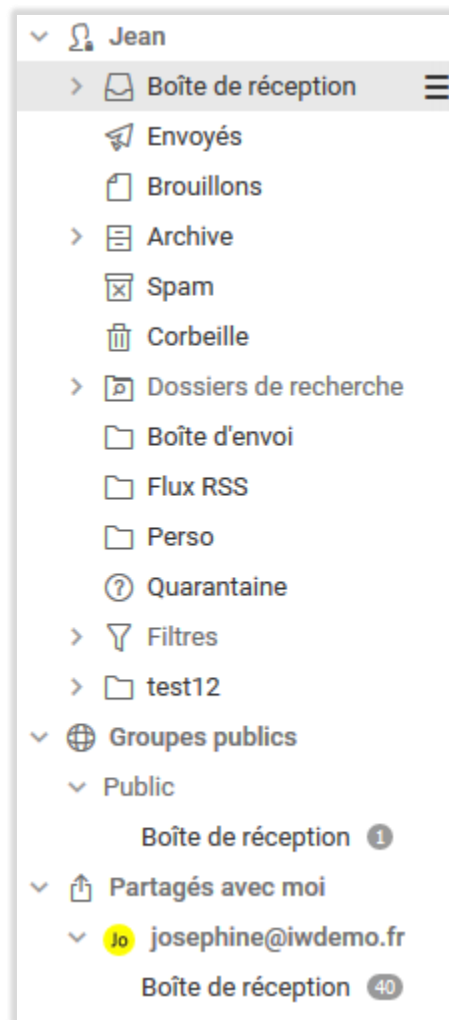 Jean
Boîte de réception
Envoyés
Brouillons
Archive
Spam
Corbeille
Dossiers de recherche
Boîte d'envoi
Flux RSS
Perso
Quarantaine
Filtres
test12
Groupes publics
Public
Boîte de réception 1
Partagés avec moi
Jo josephine@iwdemo.fr
Boîte de réception 40